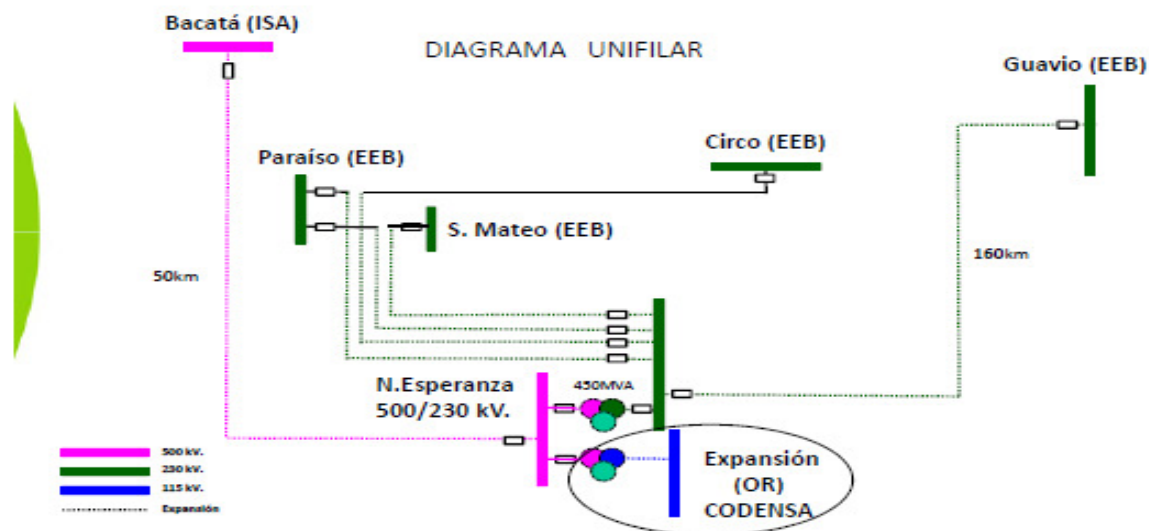 Bacatá (ISA)
DIAGRAMA UNIFILAR
Guavio (EEB)
Circo (EEB)
Paraíso (EEB)
S. Mateo (EEB)
50km
160km
N.Esperanza
500/230 kV.
450MVA
500 kV.
230 kV.
115 kV.
Expansión
Expansión
(OR)
CODENSA